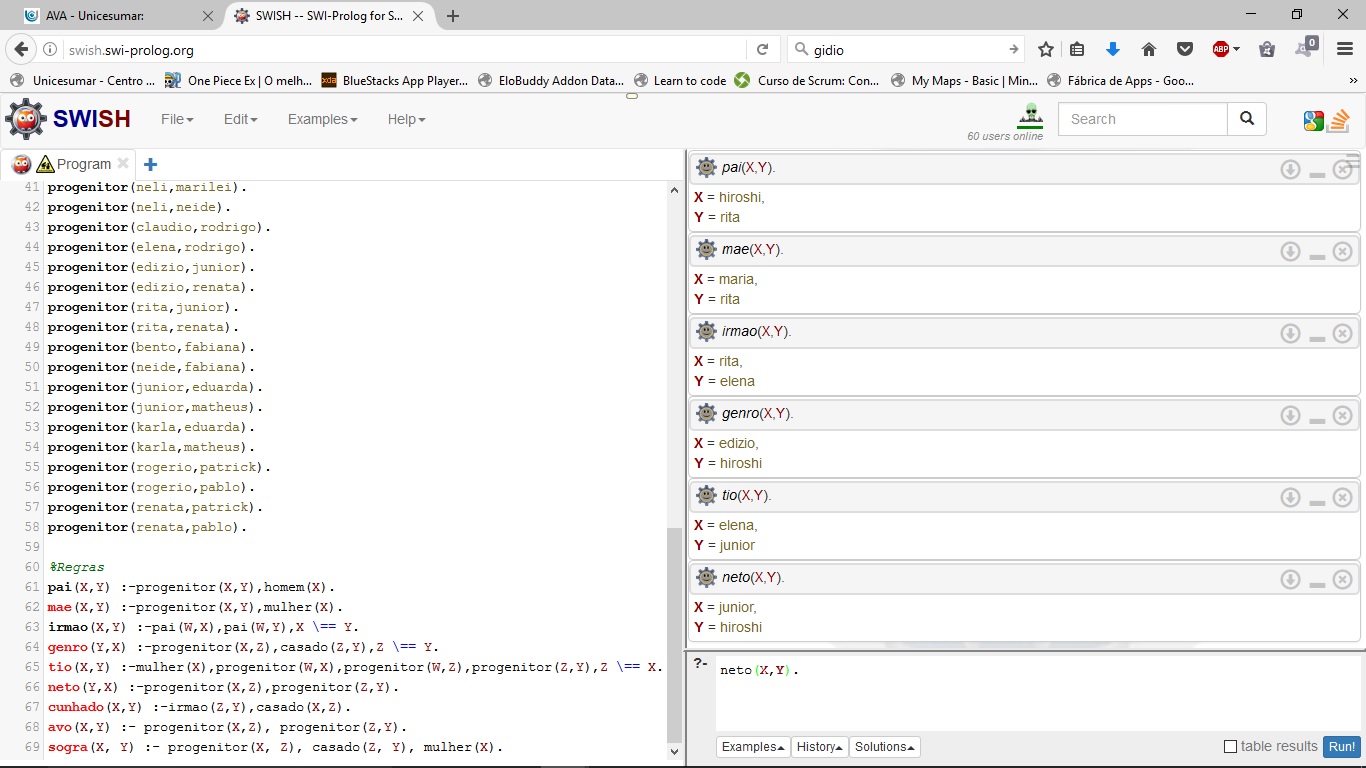 AVA - Unicesumar:
SWISH -- SWI-Prolog for S...
swish.swi-prolog.org
gidio
ABP
0
Unicesumar - Centro ...
One Piece Ex | O melh...
xda
BlueStacks App Player...
EloBuddy Addon Data...
Learn to code
Curso de Scrum: Con...
My Maps - Basic | Min...
Fábrica de Apps - Goo...
SWISH
File
Edit
Examples
Help
60 users online
Search
Program
41 progenitor(neli,marilei).
42 progenitor(neli,neide).
43 progenitor(claudio,rodrigo).
44 progenitor(elena,rodrigo).
45 progenitor(edizio,junior).
46 progenitor(edizio,renata).
47 progenitor(rita,junior).
48 progenitor(rita,renata).
49 progenitor(bento,fabiana).
50 progenitor(neide,fabiana).
51 progenitor(junior,eduarda).
52 progenitor(junior,matheus).
53 progenitor(karla,eduarda).
54 progenitor(karla,matheus).
55 progenitor(rogerio,patrick).
56 progenitor(rogerio,pablo).
57 progenitor(renata,patrick).
58 progenitor(renata,pablo).
59
60 %Regras
61 pai(X,Y) :-progenitor(X,Y),homem(X).
62 mae(X,Y) :-progenitor(X,Y),mulher(X).
63 irmao(X,Y) :-pai(W,X),pai(W,Y),X \== Y.
64 genro(Y,X) :-progenitor(X,Z),casado(Z,Y),Z \== Y.
65 tio(X,Y) :-mulher(X),progenitor(W,X),progenitor(W,Z),progenitor(Z,Y),Z \== X.
66 neto(Y,X) :-progenitor(X,Z),progenitor(Z,Y).
67 cunhado(X,Y) :-irmao(Z,Y),casado(X,Z).
68 avo(X,Y) :- progenitor(X,Z), progenitor(Z,Y).
69 sogra(X, Y) :- progenitor(X, Z), casado(Z, Y), mulher(X).
pai(X,Y).
X = hiroshi,
Y = rita
mae(X,Y).
X = maria,
Y = rita
irmao(X,Y).
X = rita,
Y = elena
genro(X,Y).
X = edizio,
Y = hiroshi
tio(X,Y).
X = elena,
Y = junior
neto(X,Y).
X = junior,
Y = hiroshi
?- neto(X,Y).
Examples
History
Solutions
table results
Run!